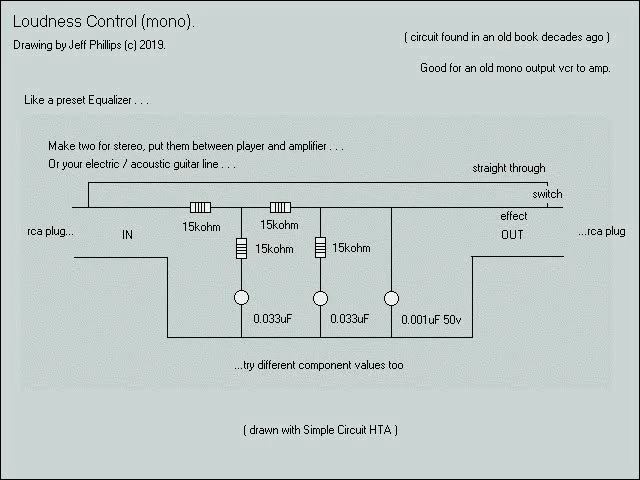 Loudness Control (mono).
Drawing by Jeff Phillips (c) 2019.
( circuit found in an old book decades ago )
Good for an old mono output vcr to amp.
Like a preset Equalizer . . .
Make two for stereo, put them between player and amplifier . . .
Or your electric / acoustic guitar line . . .
straight through
switch
effect
rca plug...
IN
15kohm
15kohm
OUT
...rca plug
15kohm
15kohm
0.033uF
0.033uF
0.001uF 50v
...try different component values too
( drawn with Simple Circuit HTA )